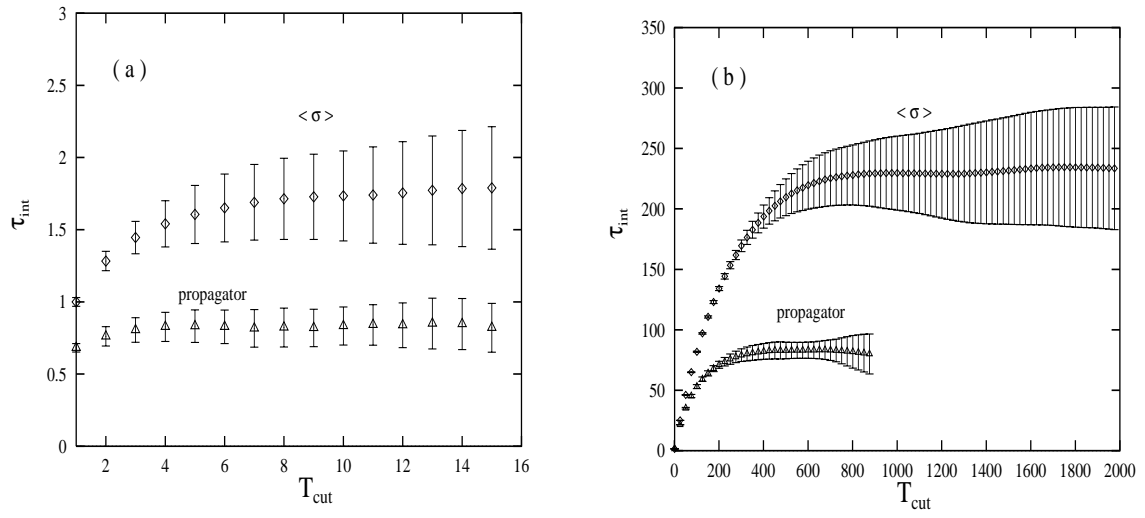 ( a )
< σ >
propagator
τint
3
2.5
2
1.5
1
0.5
0
2 4 6 8 10 12 14 16
Tcut
( b )
< σ >
propagator
τint
350
300
250
200
150
100
50
0
0 200 400 600 800 1000 1200 1400 1600 1800 2000
Tcut